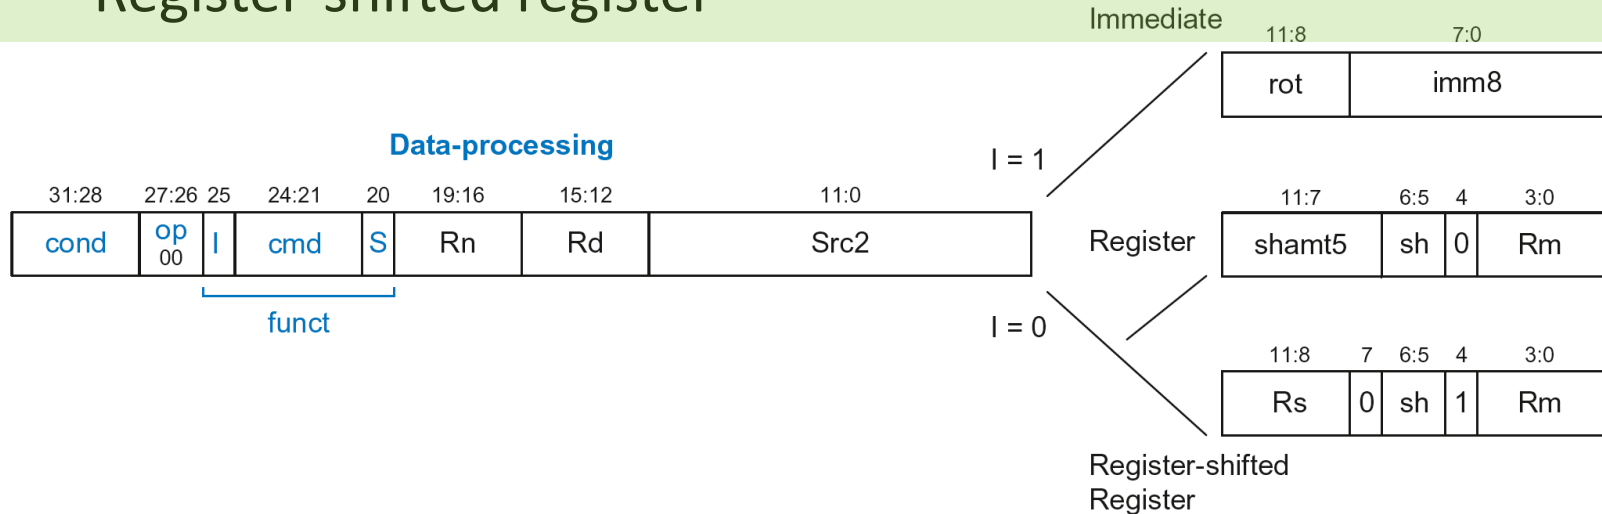 Register-shifted register
Immediate
11:8 7:0
rot imm8
Data-processing
I = 1
31:28 27:26 25 24:21 20 19:16 15:12 11:0
cond op 00 I cmd S Rn Rd Src2
funct
I = 0
11:7 6:5 4 3:0
Register shamt5 sh 0 Rm
11:8 7 6:5 4 3:0
Rs 0 sh 1 Rm
Register-shifted
Register